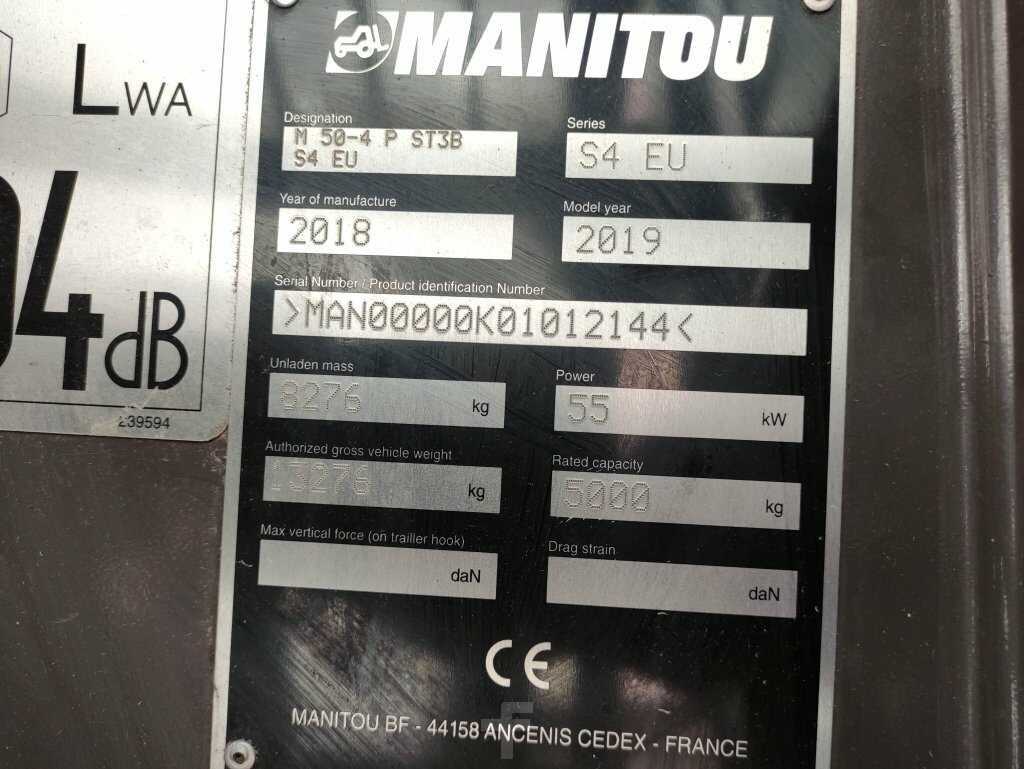 LWA
04
dB
239594
MANITOU
Designation
M 50-4 P ST3B
S4 EU
Series
S4 EU
Year of manufacture
2018
Model year
2019
Serial Number / Product identification Number
>MAN00000K01012144<
Unladen mass
8276 kg
Power
55 kW
Authorized gross vehicle weight
13276 kg
Rated capacity
5000 kg
Max vertical force (on trailler hook)
daN
Drag strain
daN
CE
MANITOU BF - 44158 ANCENIS CEDEX - FRANCE